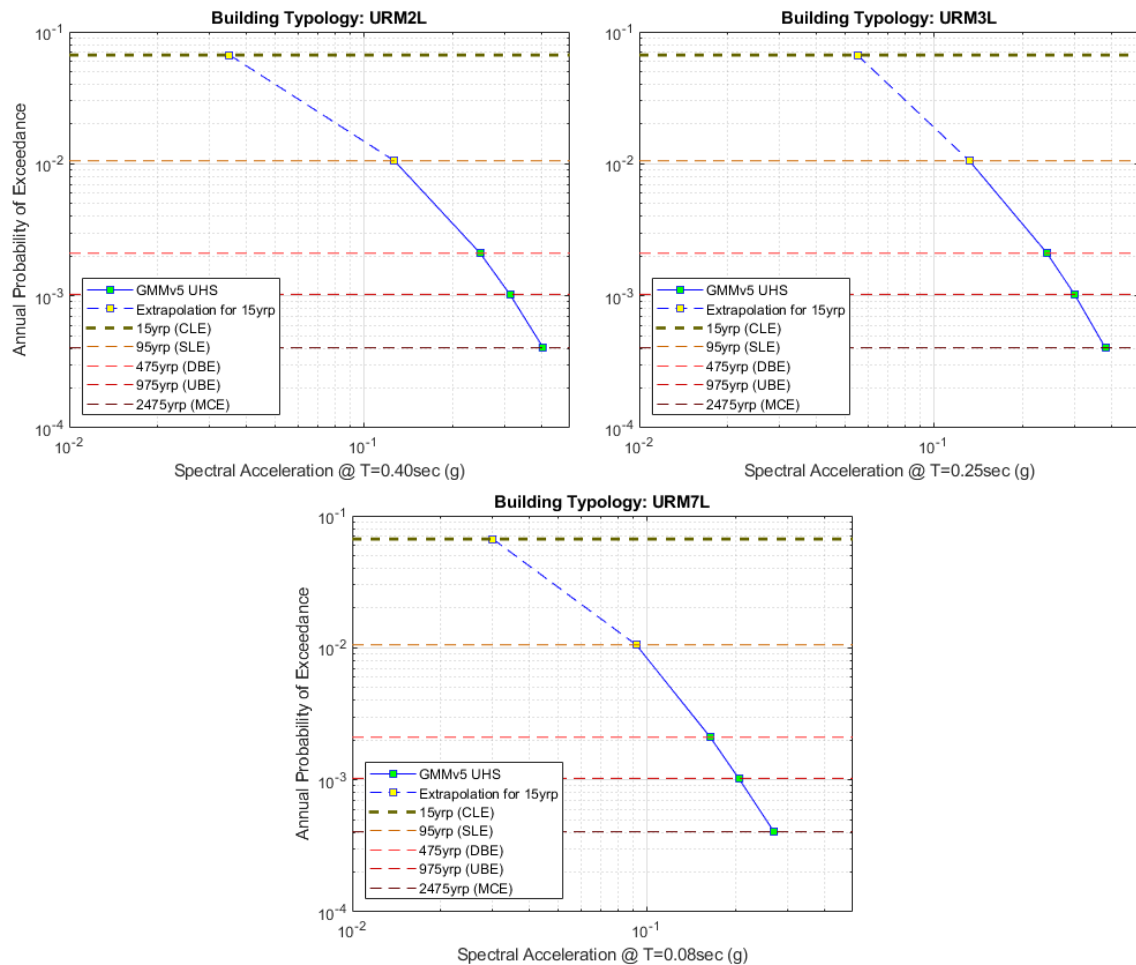 Building Typology: URM2L
Annual Probability of Exceedance
10-1
10-2
10-3
10-4
GMMv5 UHS
Extrapolation for 15yrp
15yrp (CLE)
95yrp (SLE)
475yrp (DBE)
975yrp (UBE)
2475yrp (MCE)
10-2
10-1
Spectral Acceleration @ T=0.40sec (g)
Building Typology: URM3L
10-1
10-2
10-3
10-4
GMMv5 UHS
Extrapolation for 15yrp
15yrp (CLE)
95yrp (SLE)
475yrp (DBE)
975yrp (UBE)
2475yrp (MCE)
10-2
10-1
Spectral Acceleration @ T=0.25sec (g)
Building Typology: URM7L
Annual Probability of Exceedance
10-1
10-2
10-3
10-4
GMMv5 UHS
Extrapolation for 15yrp
15yrp (CLE)
95yrp (SLE)
475yrp (DBE)
975yrp (UBE)
2475yrp (MCE)
10-2
10-1
Spectral Acceleration @ T=0.08sec (g)